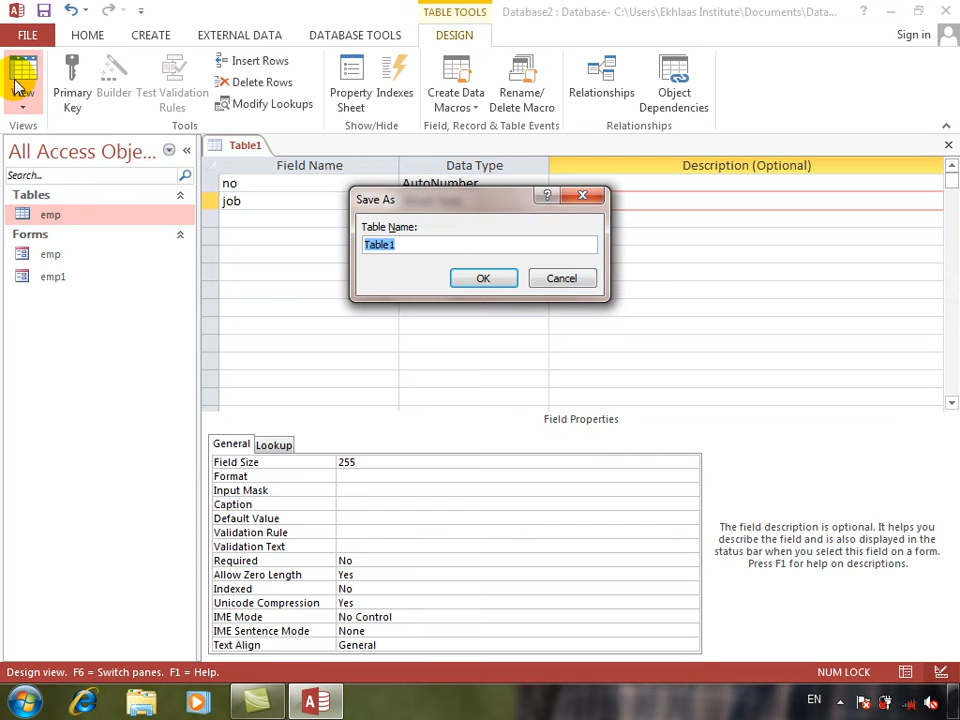 TABLE TOOLS
Database2 : Database- C:\Users\Ekhlaas Institute\Documents\Data...
FILE
HOME
CREATE
EXTERNAL DATA
DATABASE TOOLS
DESIGN
Sign in
View
Primary Key
Builder
Test Validation Rules
Insert Rows
Delete Rows
Modify Lookups
Property Sheet
Indexes
Create Data Macros
Rename/ Delete Macro
Relationships
Object Dependencies
Views
Tools
Show/Hide
Field, Record & Table Events
Relationships
All Access Obje...
Search...
Tables
emp
Forms
emp
emp1
Table1
Field Name
Data Type
Description (Optional)
no
AutoNumber
job
Save As
Table Name:
Table1
OK
Cancel
Field Properties
General
Lookup
Field Size 255
Format
Input Mask
Caption
Default Value
Validation Rule
Validation Text
Required No
Allow Zero Length Yes
Indexed No
Unicode Compression Yes
IME Mode No Control
IME Sentence Mode None
Text Align General
The field description is optional. It helps you
describe the field and is also displayed in the
status bar when you select this field on a form.
Press F1 for help on descriptions.
Design view. F6 = Switch panes. F1 = Help.
NUM LOCK
EN